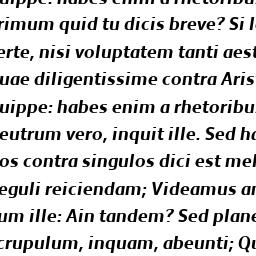 uippe: habes enim a rhetoribu
rimum quid tu dicis breve? Si l
erte, nisi voluptatem tanti aest
uae diligentissime contra Aris
uippe: habes enim a rhetoribu
eutrum vero, inquit ille. Sed ha
os contra singulos dici est mel
eguli reiciendam; Videamus a
um ille: Ain tandem? Sed plane
crupulum, inquam, abeunti; Qu